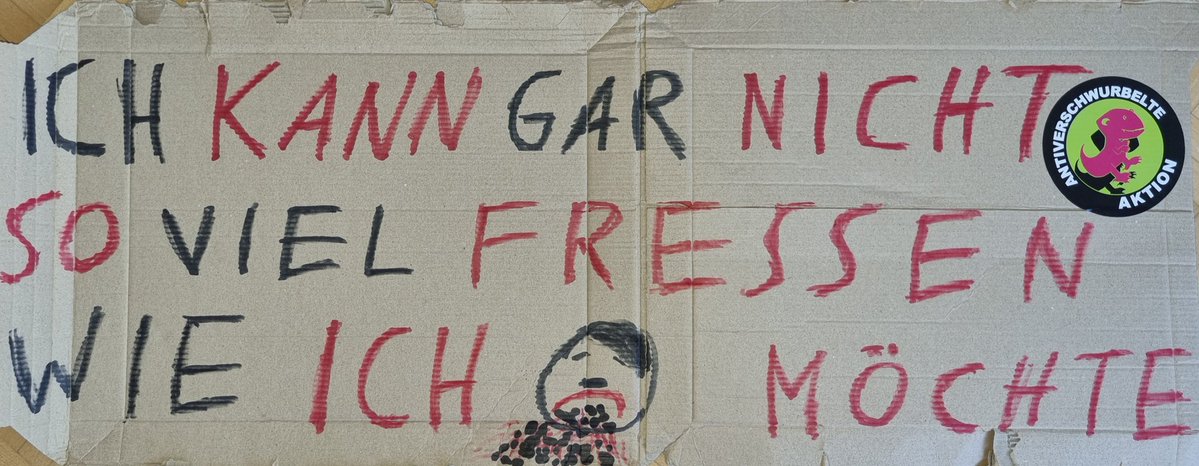 ICH KANN GAR NICHT
SO VIEL FRESSEN
WIE ICH MÖCHTE
ANTIVERSCHWURBELTE
AKTION